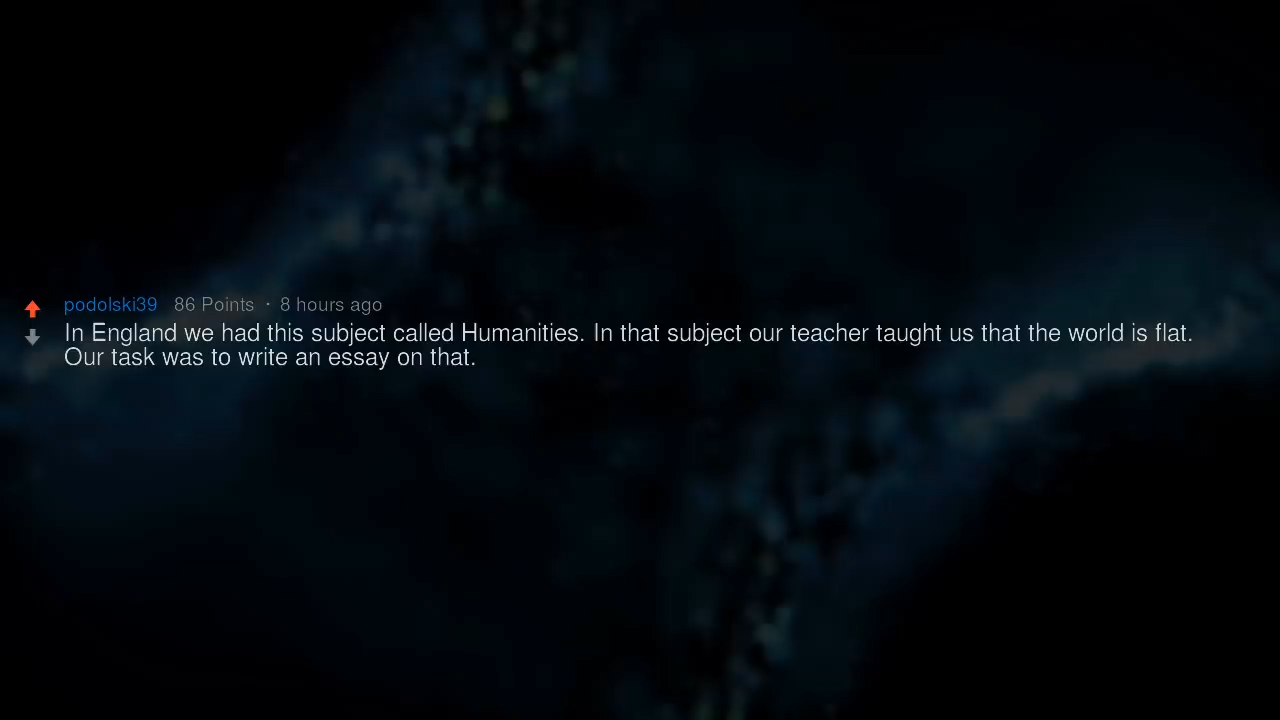 podolski39 86 Points · 8 hours ago
In England we had this subject called Humanities. In that subject our teacher taught us that the world is flat.
Our task was to write an essay on that.